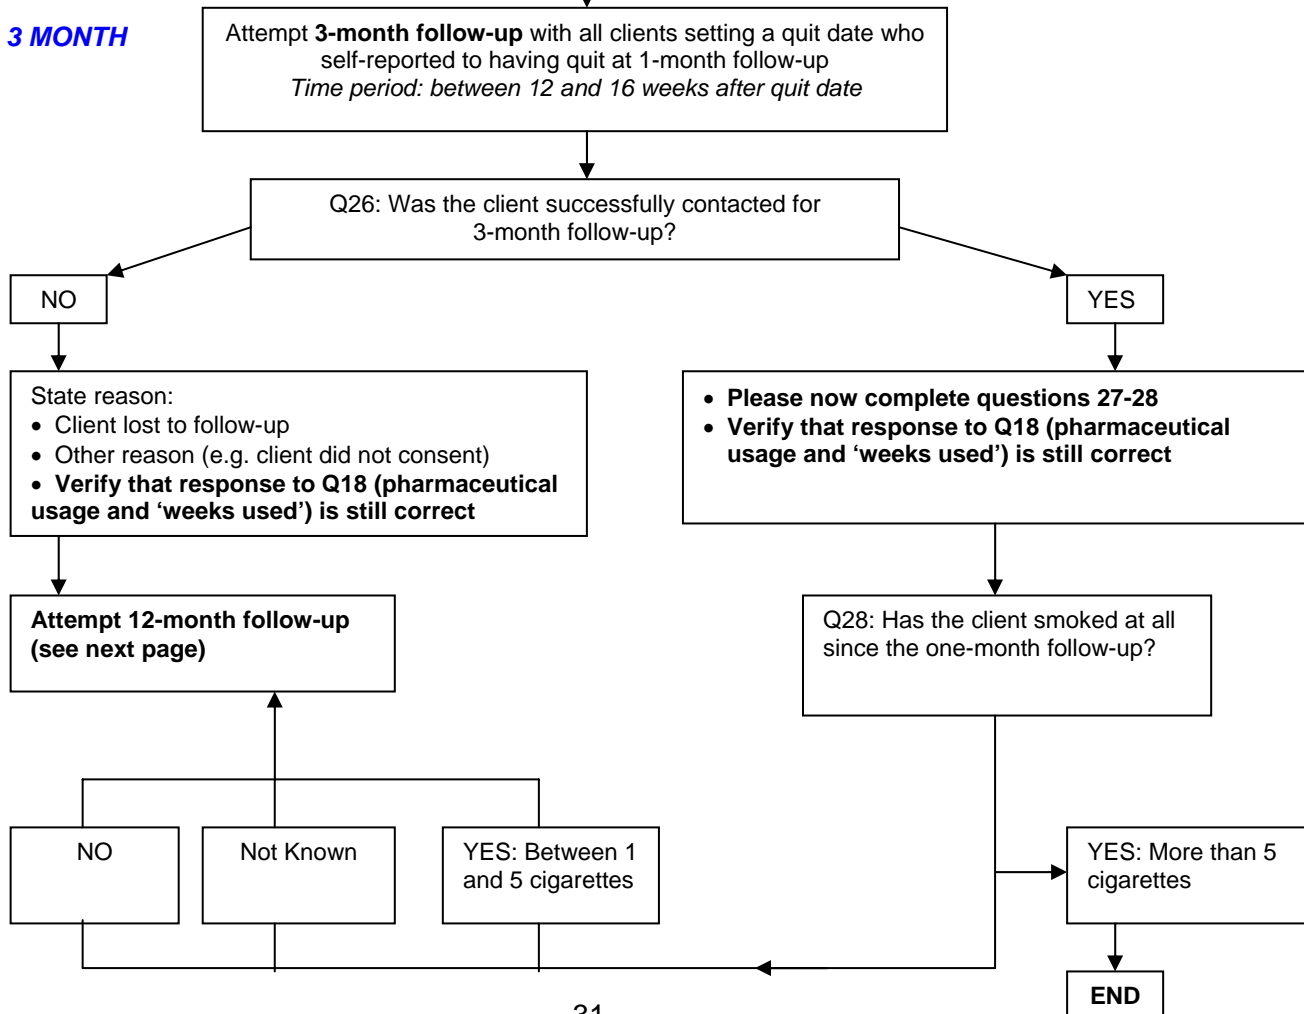 3 MONTH
Attempt 3-month follow-up with all clients setting a quit date who
self-reported to having quit at 1-month follow-up
Time period: between 12 and 16 weeks after quit date
Q26: Was the client successfully contacted for
3-month follow-up?
NO
YES
State reason:
• Client lost to follow-up
• Other reason (e.g. client did not consent)
• Verify that response to Q18 (pharmaceutical
usage and ‘weeks used’) is still correct
• Please now complete questions 27-28
• Verify that response to Q18 (pharmaceutical
usage and ‘weeks used’) is still correct
Attempt 12-month follow-up
(see next page)
Q28: Has the client smoked at all
since the one-month follow-up?
NO
Not Known
YES: Between 1
and 5 cigarettes
YES: More than 5
cigarettes
END
31